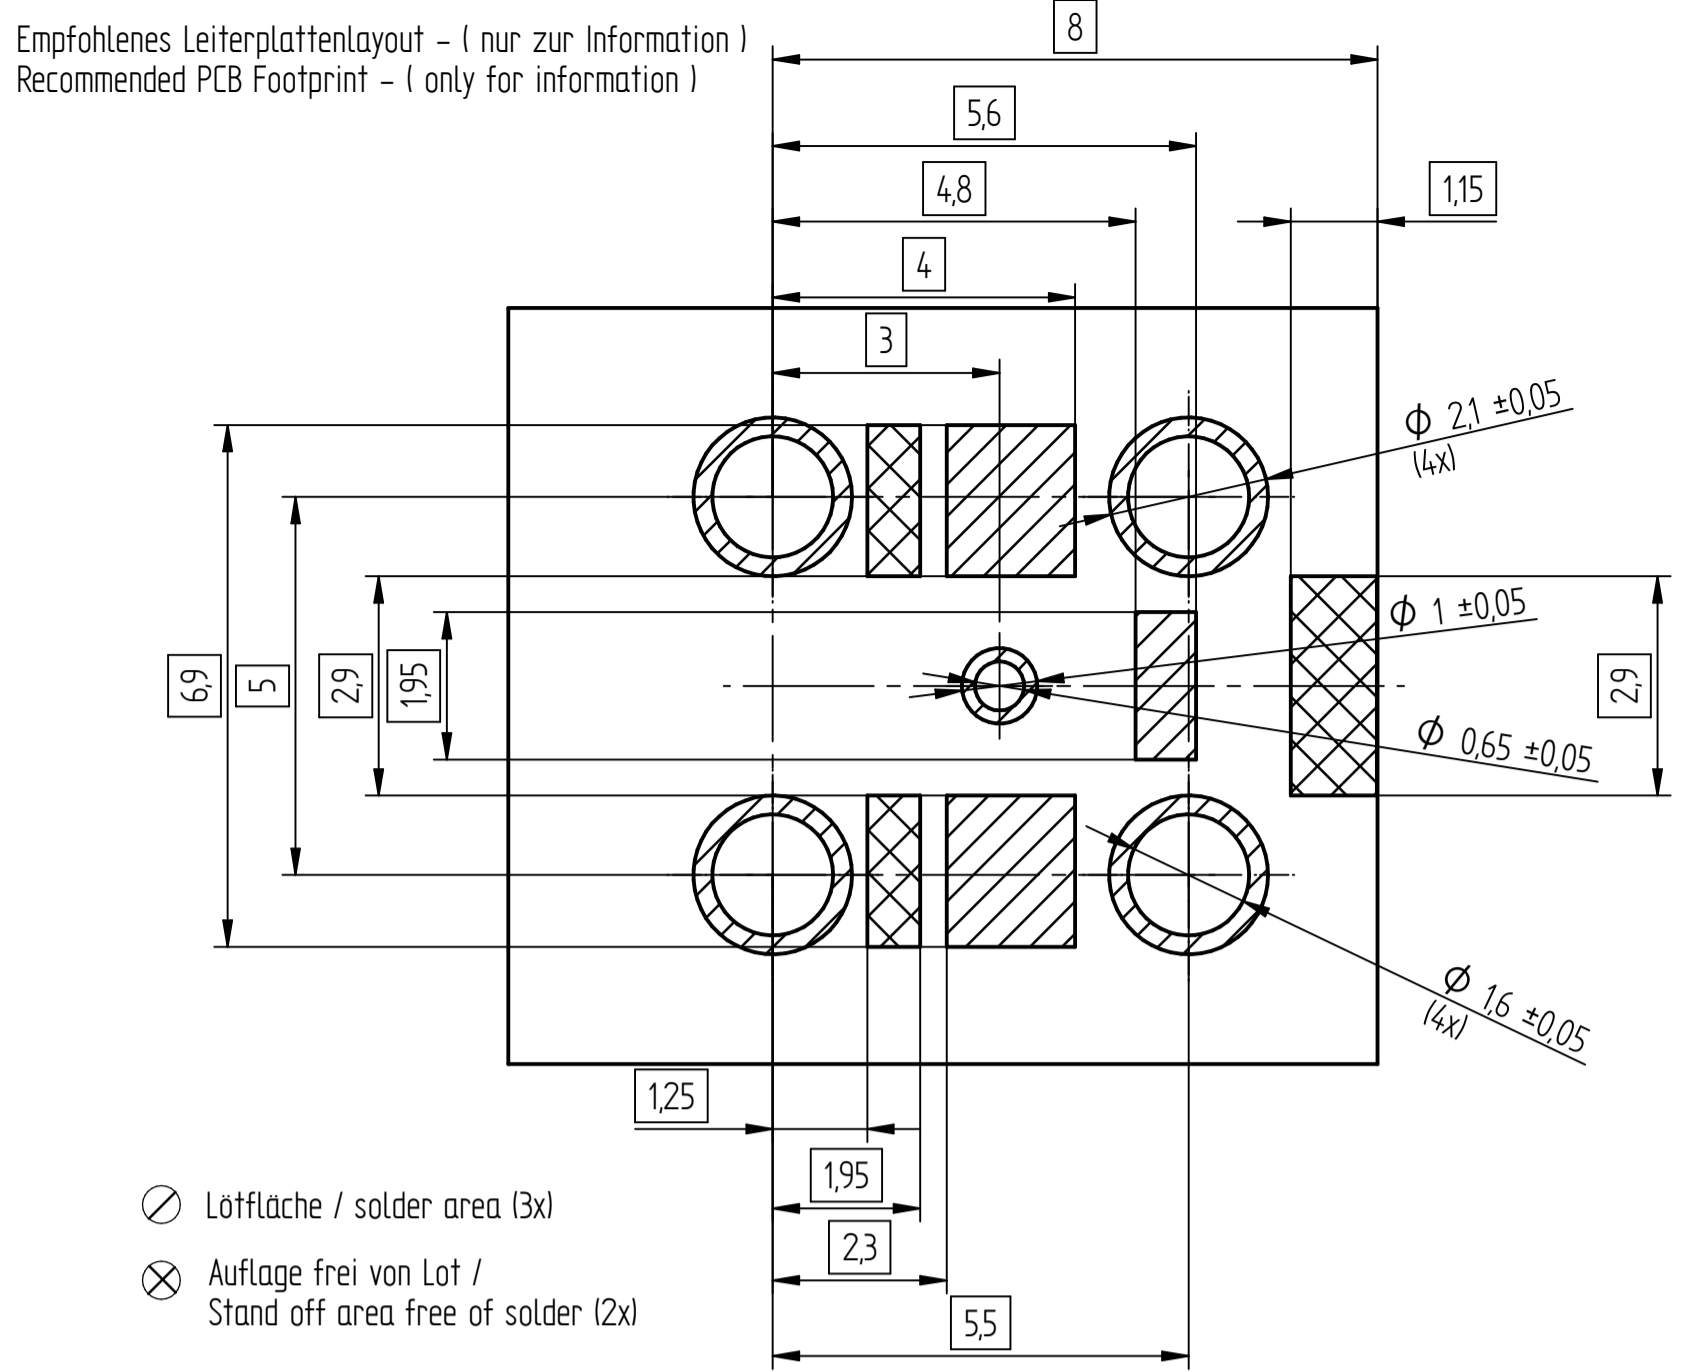 Empfohlenes Leiterplattenlayout - ( nur zur Information )
Recommended PCB Footprint - ( only for information )
8
5,6
4,8
1,15
4
3
ϕ 2,1 ±0,05
(4x)
ϕ 1 ±0,05
6,9
5
2,9
1,95
2,9
ϕ 0,65 ±0,05
ϕ 1,6 ±0,05
(4x)
1,25
1,95
2,3
5,5
Lötfläche / solder area (3x)
Auflage frei von Lot /
Stand off area free of solder (2x)